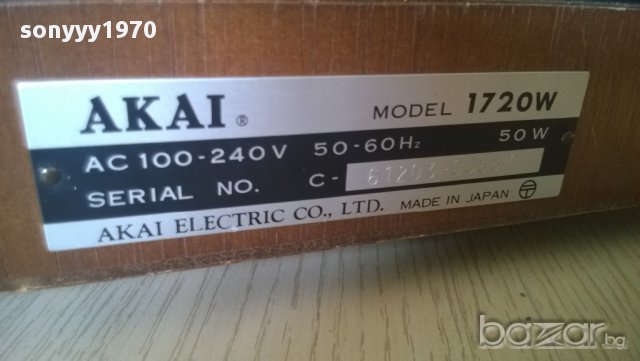 sonyyy1970
AKAI ® MODEL 1720W
AC 100-240V 50-60Hz 50W
SERIAL NO. C-
AKAI ELECTRIC CO., LTD. MADE IN JAPAN
bazar.bg